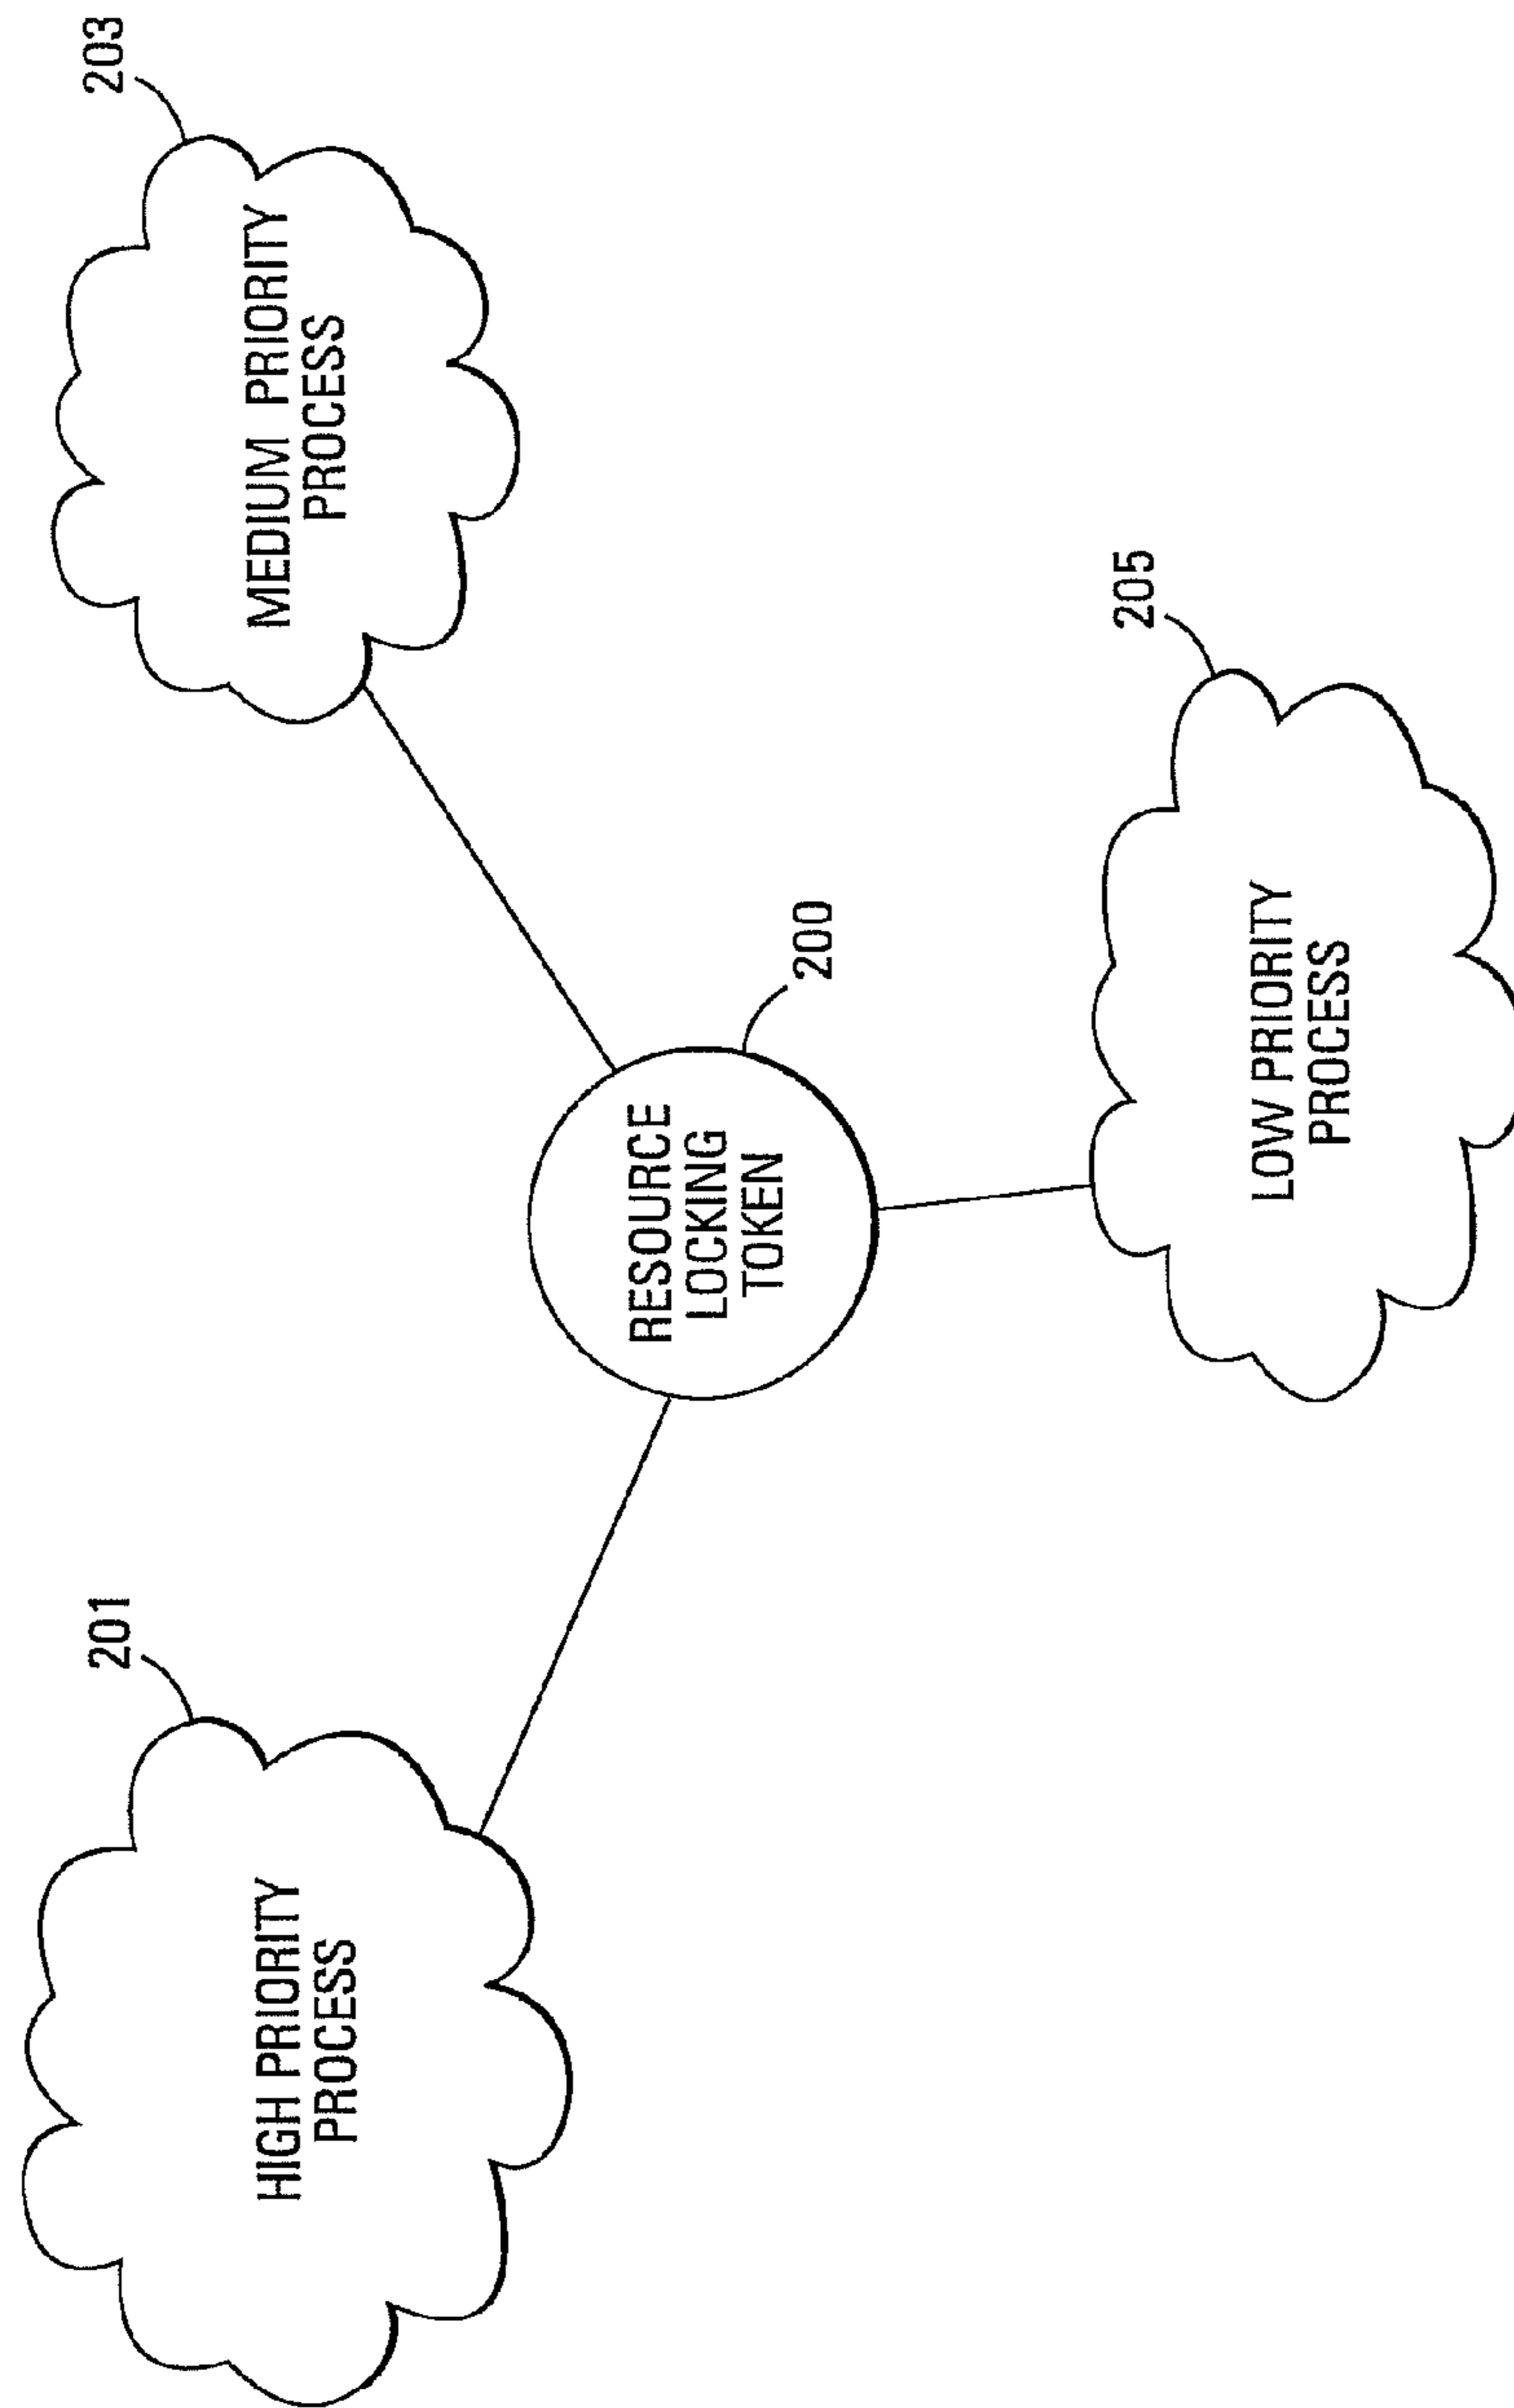 201
HIGH PRIORITY
PROCESS
203
MEDIUM PRIORITY
PROCESS
200
RESOURCE
LOCKING
TOKEN
205
LOW PRIORITY
PROCESS